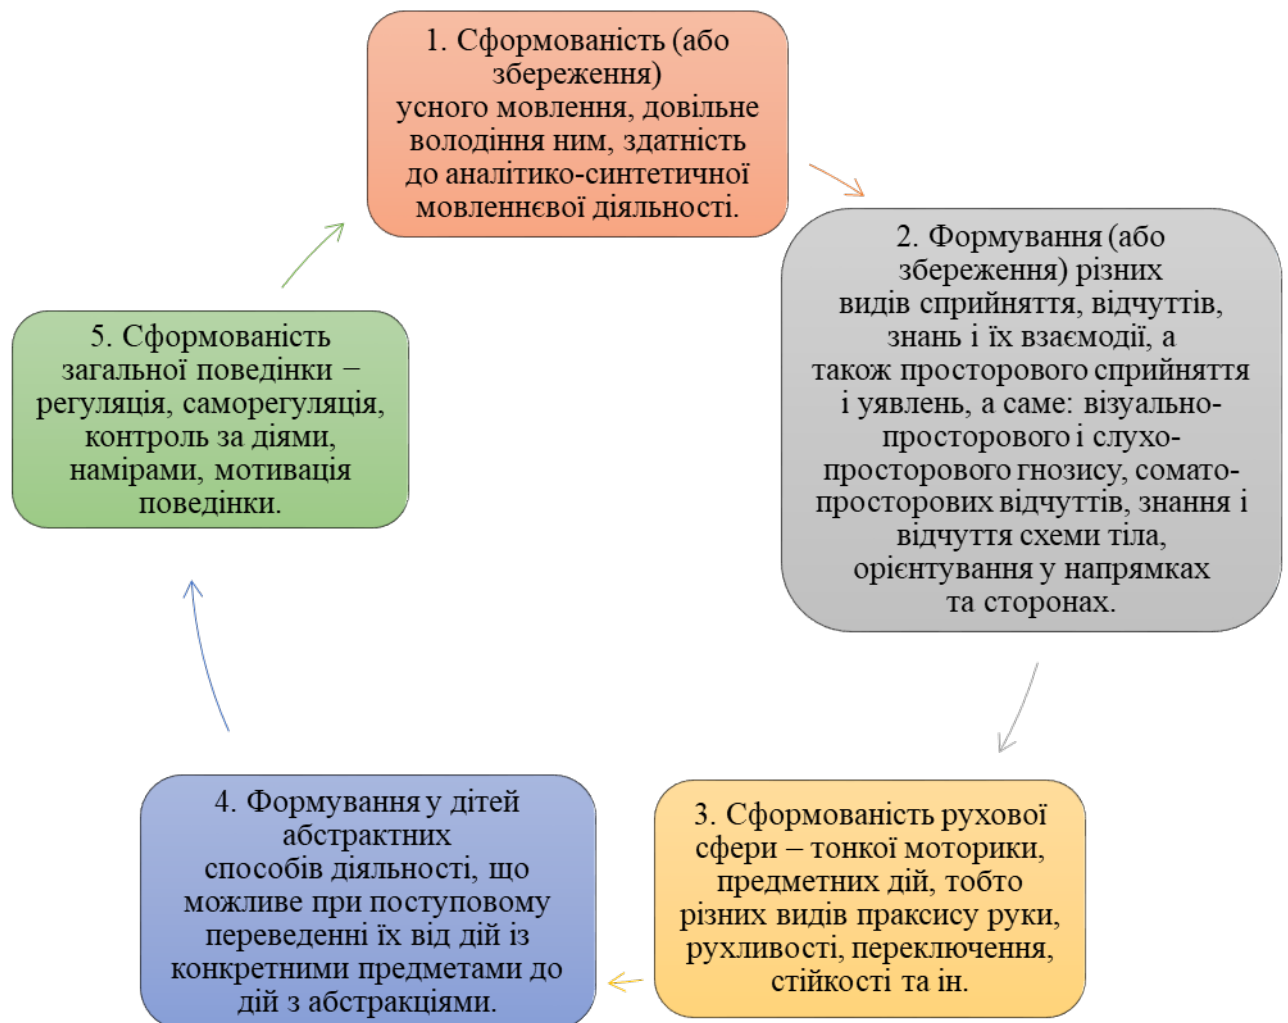 1. Сформованість (або
збереження)
усного мовлення, довільне
володіння ним, здатність
до аналітико-синтетичної
мовленнєвої діяльності.
2. Формування (або
збереження) різних
видів сприйняття, відчуттів,
знань і їх взаємодії, а
також просторового сприйняття
і уявлень, а саме: візуально-
просторового і слухо-
просторового гнозису, сомато-
просторових відчуттів, знання і
відчуття схеми тіла,
орієнтування у напрямках
та сторонах.
3. Сформованість рухової
сфери – тонкої моторики,
предметних дій, тобто
різних видів праксису руки,
рухливості, переключення,
стійкості та ін.
4. Формування у дітей
абстрактних
способів діяльності, що
можливе при поступовому
переведенні їх від дій із
конкретними предметами до
дій з абстракціями.
5. Сформованість
загальної поведінки −
регуляція, саморегуляція,
контроль за діями,
намірами, мотивація
поведінки.